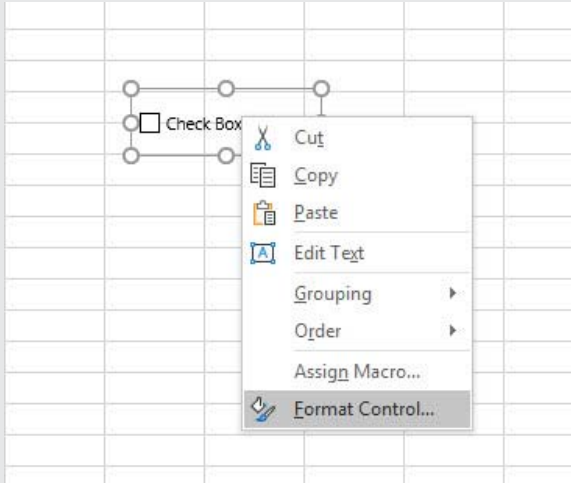 Check Box
Cut
Copy
Paste
A Edit Text
Grouping
Order
Assign Macro...
Format Control...